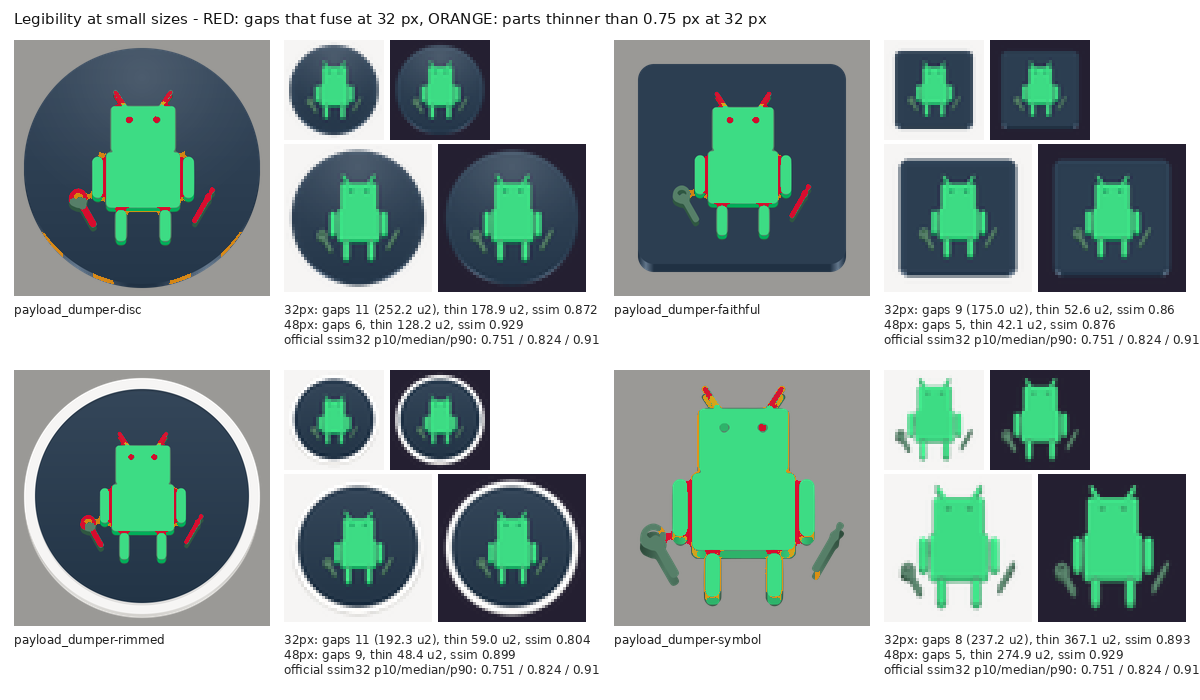 Legibility at small sizes - RED: gaps that fuse at 32 px, ORANGE: parts thinner than 0.75 px at 32 px
payload_dumper-disc
32px: gaps 11 (252.2 u2), thin 178.9 u2, ssim 0.872
48px: gaps 6, thin 128.2 u2, ssim 0.929
official ssim32 p10/median/p90: 0.751 / 0.824 / 0.91
payload_dumper-faithful
32px: gaps 9 (175.0 u2), thin 52.6 u2, ssim 0.86
48px: gaps 5, thin 42.1 u2, ssim 0.876
official ssim32 p10/median/p90: 0.751 / 0.824 / 0.91
payload_dumper-rimmed
32px: gaps 11 (192.3 u2), thin 59.0 u2, ssim 0.804
48px: gaps 9, thin 48.4 u2, ssim 0.899
official ssim32 p10/median/p90: 0.751 / 0.824 / 0.91
payload_dumper-symbol
32px: gaps 8 (237.2 u2), thin 367.1 u2, ssim 0.893
48px: gaps 5, thin 274.9 u2, ssim 0.929
official ssim32 p10/median/p90: 0.751 / 0.824 / 0.91